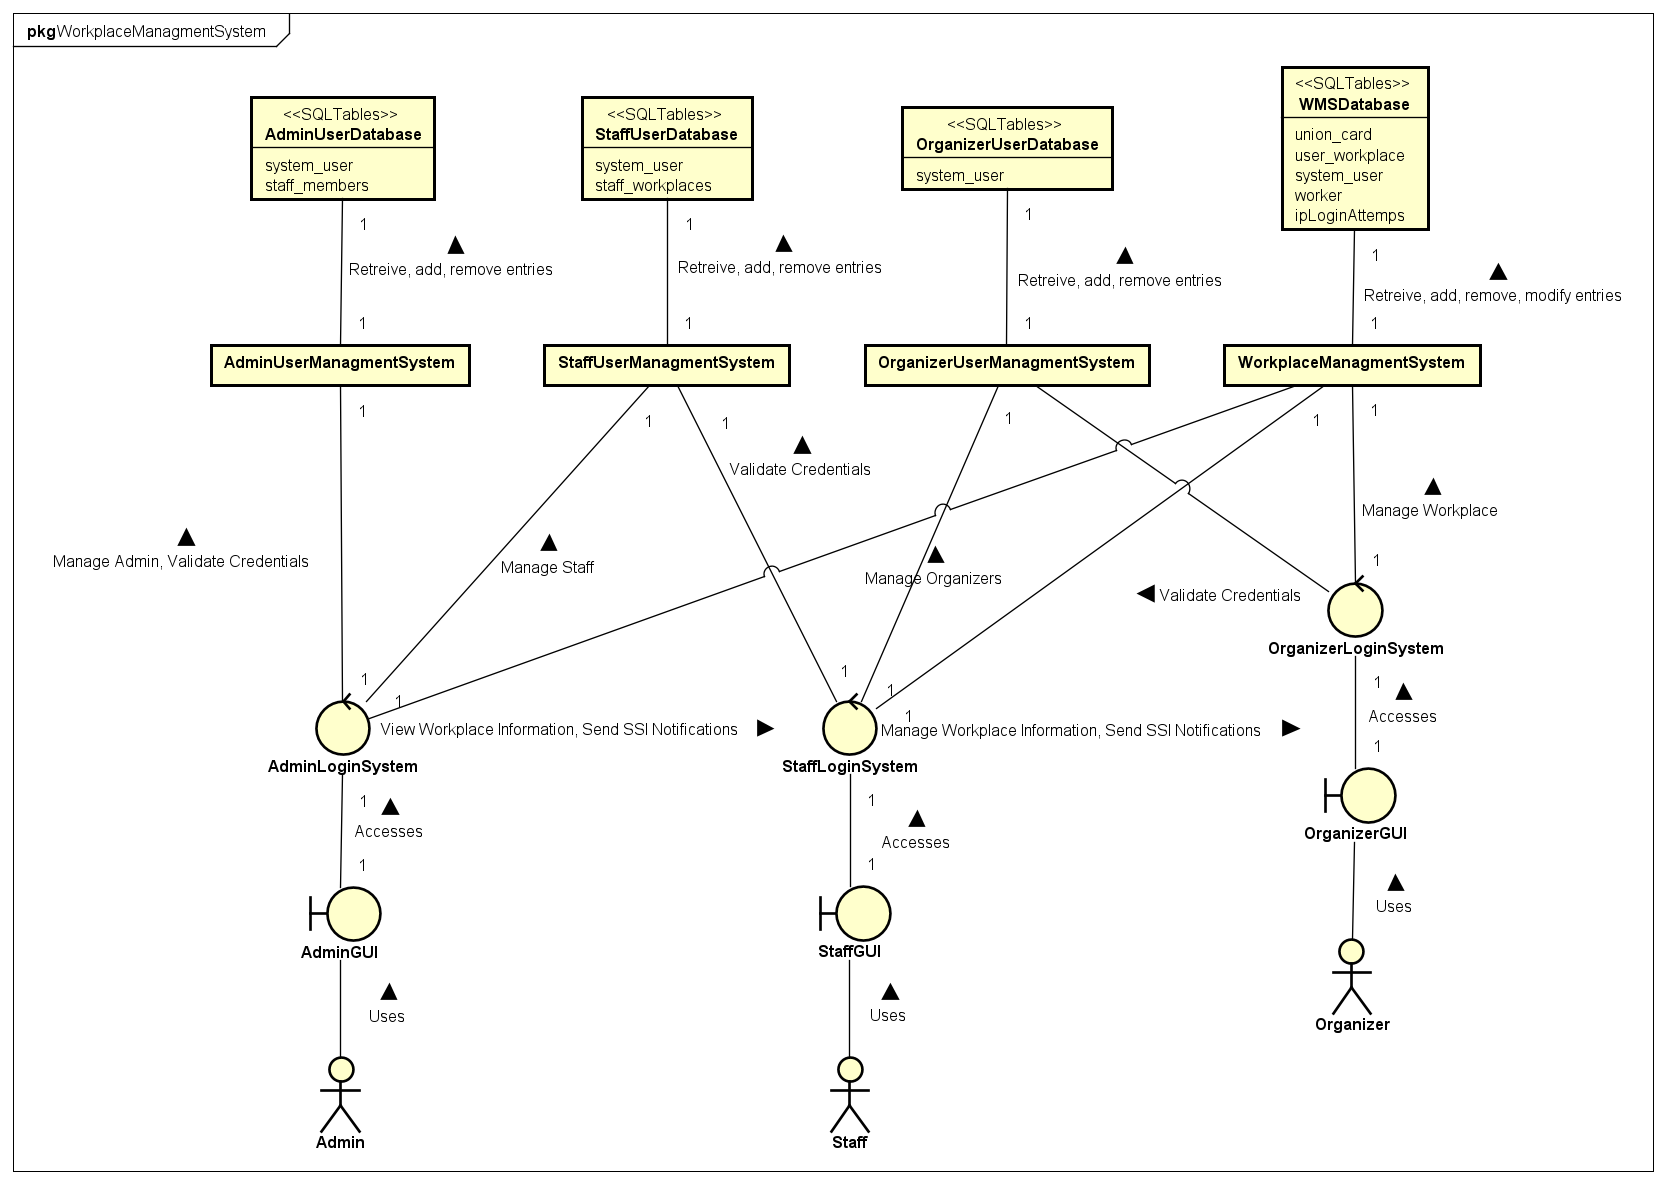 pkgWorkplaceManagmentSystem
<<SQLTables>>
AdminUserDatabase
system_user
staff_members
<<SQLTables>>
StaffUserDatabase
system_user
staff_workplaces
<<SQLTables>>
OrganizerUserDatabase
system_user
<<SQLTables>>
WMSDatabase
union_card
user_workplace
system_user
worker
ipLoginAttemps
1
1
1
1
Retreive, add, remove entries
Retreive, add, remove entries
Retreive, add, remove entries
Retreive, add, remove, modify entries
1
1
1
1
AdminUserManagmentSystem
StaffUserManagmentSystem
OrganizerUserManagmentSystem
WorkplaceManagmentSystem
1
1
1
1
1
1
Validate Credentials
Manage Workplace
Manage Admin, Validate Credentials
Manage Staff
Manage Organizers
1
Validate Credentials
OrganizerLoginSystem
1
1
1
1
1
1
View Workplace Information, Send SSI Notifications
Manage Workplace Information, Send SSI Notifications
1
Accesses
1
AdminLoginSystem
StaffLoginSystem
1
Accesses
1
1
Accesses
1
OrganizerGUI
Uses
AdminGUI
StaffGUI
Uses
Uses
Organizer
Admin
Staff